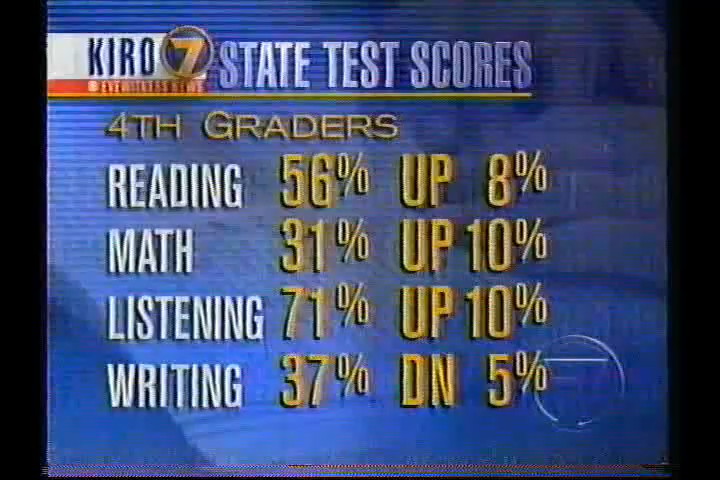 KIRO 7 STATE TEST SCORES
EYEWITNESS NEWS
4TH GRADERS
READING 56% UP 8%
MATH 31% UP 10%
LISTENING 71% UP 10%
WRITING 37% DN 5%